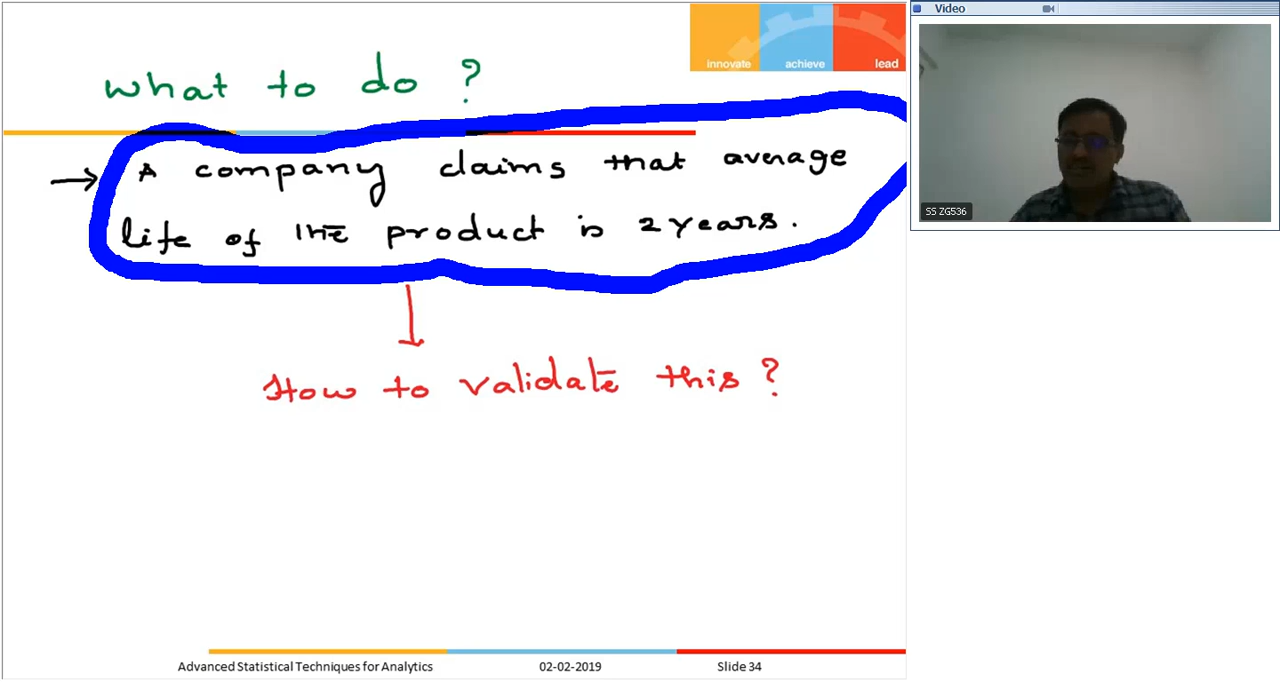 innovate achieve lead
Video
what to do ?
A company claims that average
life of the product is 2 years.
SS ZG536
How to validate this ?
Advanced Statistical Techniques for Analytics 02-02-2019 Slide 34